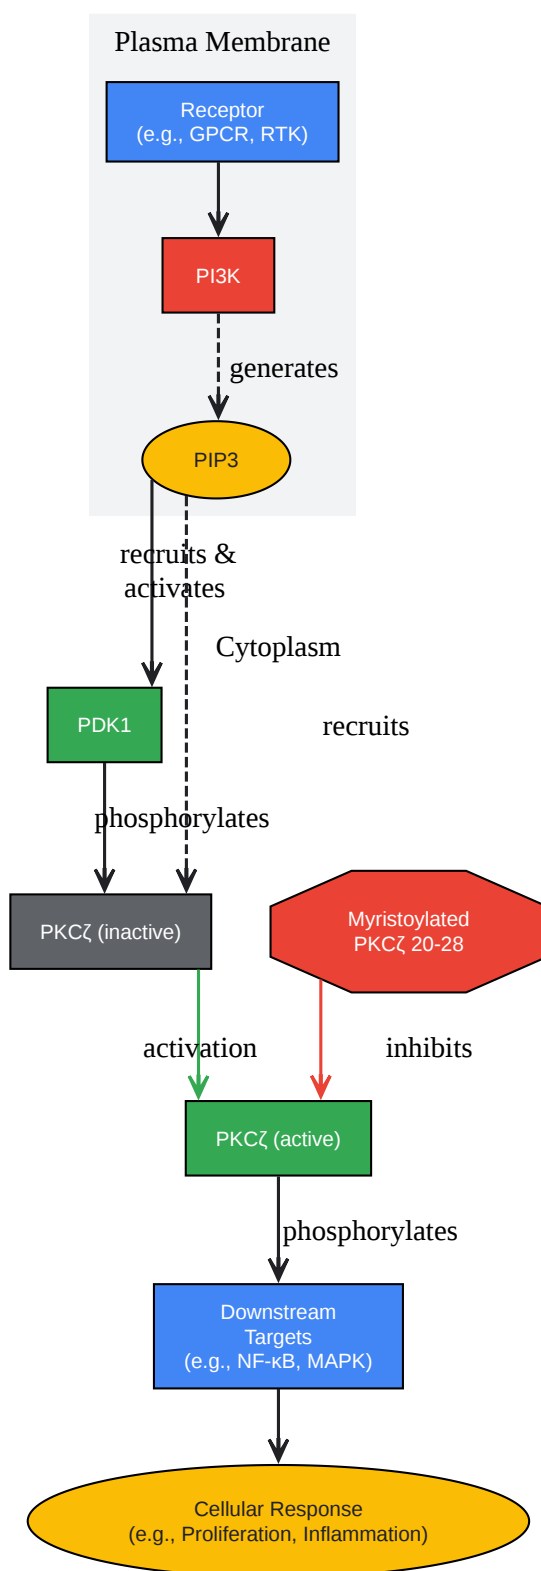 Plasma Membrane
Receptor
(e.g., GPCR, RTK)
PI3K
generates
PIP3
recruits &
activates
Cytoplasm
PDK1
recruits
phosphorylates
PKCζ (inactive)
Myristoylated
PKCζ 20-28
activation
inhibits
PKCζ (active)
phosphorylates
Downstream
Targets
(e.g., NF-κB, MAPK)
Cellular Response
(e.g., Proliferation, Inflammation)